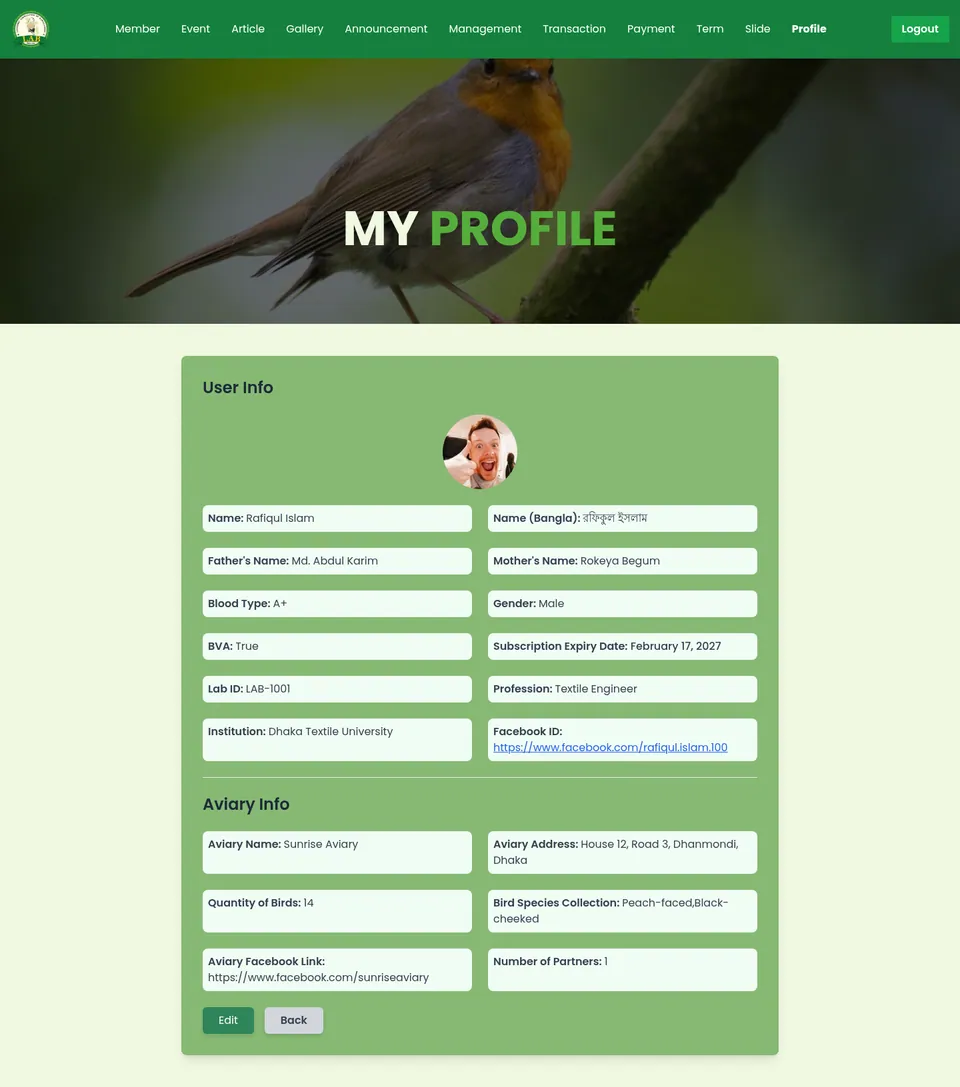 Member Event Article Gallery Announcement Management Transaction Payment Term Slide Profile Logout
MY PROFILE
User Info
Name: Rafiqul Islam
Name (Bangla): রফিকুল ইসলাম
Father's Name: Md. Abdul Karim
Mother's Name: Rokeya Begum
Blood Type: A+
Gender: Male
BVA: True
Subscription Expiry Date: February 17, 2027
Lab ID: LAB-1001
Profession: Textile Engineer
Institution: Dhaka Textile University
Facebook ID:
https://www.facebook.com/rafiqul.islam.100
Aviary Info
Aviary Name: Sunrise Aviary
Aviary Address: House 12, Road 3, Dhanmondi,
Dhaka
Quantity of Birds: 14
Bird Species Collection: Peach-faced,Black-
cheeked
Aviary Facebook Link:
https://www.facebook.com/sunriseaviary
Number of Partners: 1
Edit
Back